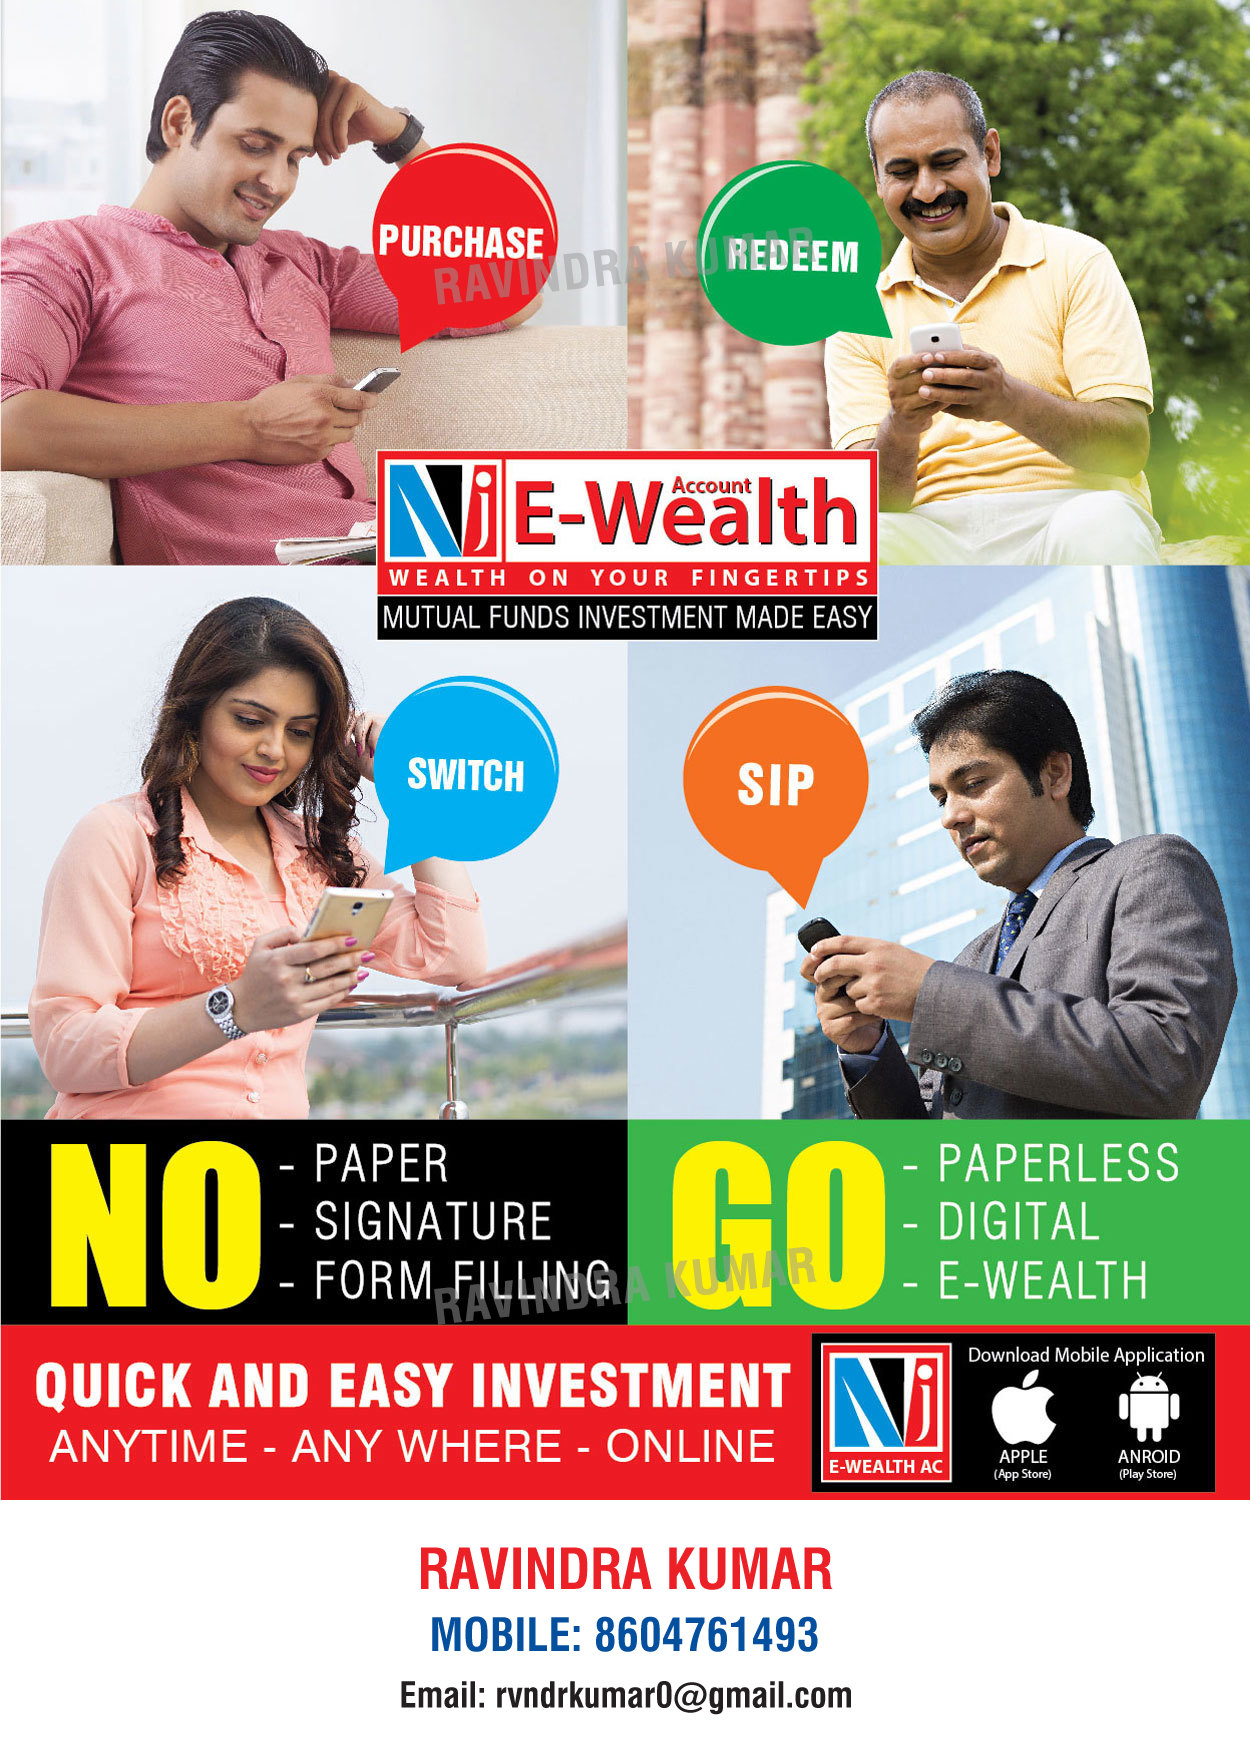 PURCHASE
REDEEM
RAVINDRA KUMAR
Nj E-Wealth Account
WEALTH ON YOUR FINGERTIPS
MUTUAL FUNDS INVESTMENT MADE EASY
SWITCH
SIP
NO
- PAPER
- SIGNATURE
- FORM FILLING
GO
- PAPERLESS
- DIGITAL
- E-WEALTH
RAVINDRA KUMAR
QUICK AND EASY INVESTMENT
ANYTIME - ANY WHERE - ONLINE
Nj
E-WEALTH AC
Download Mobile Application
APPLE
(App Store)
ANROID
(Play Store)
RAVINDRA KUMAR
MOBILE: 8604761493
Email: rvndrkumar0@gmail.com